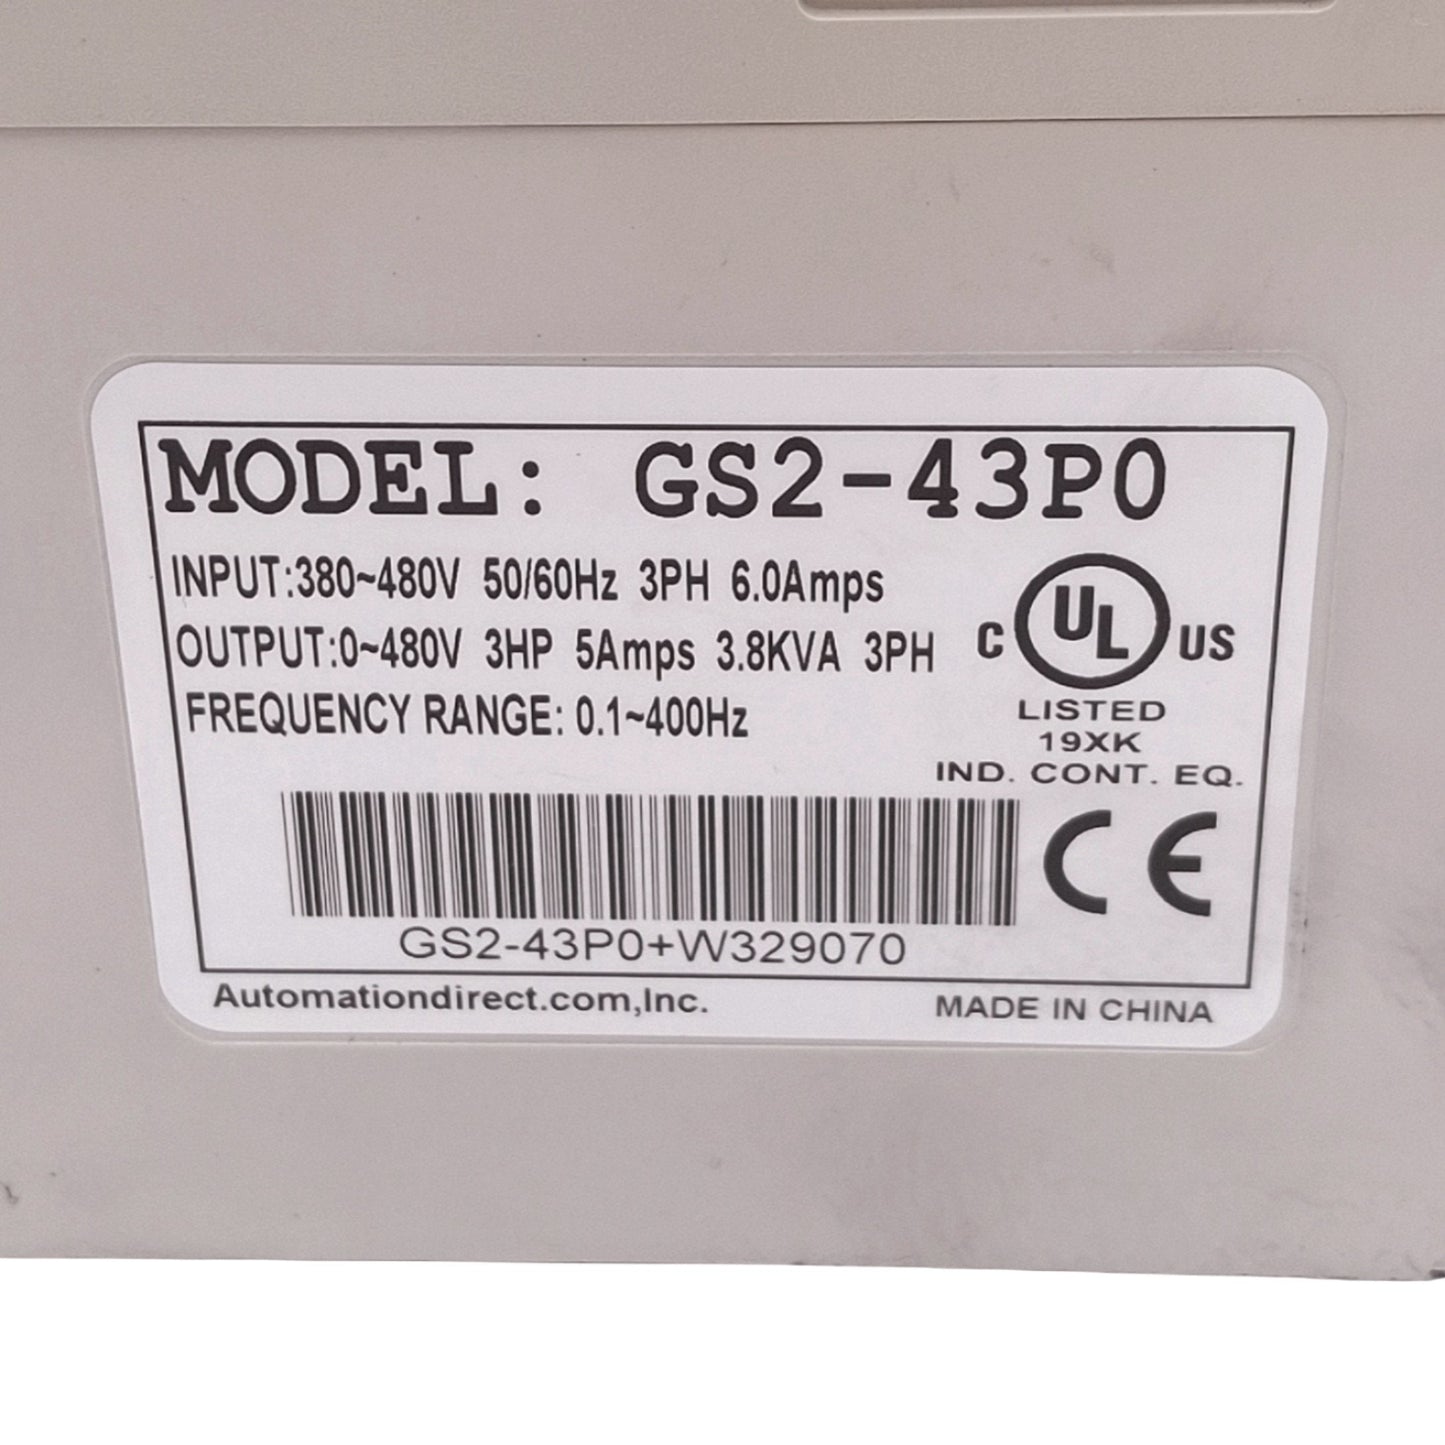 MODEL: GS2-43P0
INPUT:380~480V 50/60Hz 3PH 6.0Amps
OUTPUT:0~480V 3HP 5Amps 3.8KVA 3PH
FREQUENCY RANGE: 0.1~400Hz
C UL US
LISTED
19XK
IND. CONT. EQ.
CE
GS2-43P0+W329070
Automationdirect.com,Inc. MADE IN CHINA